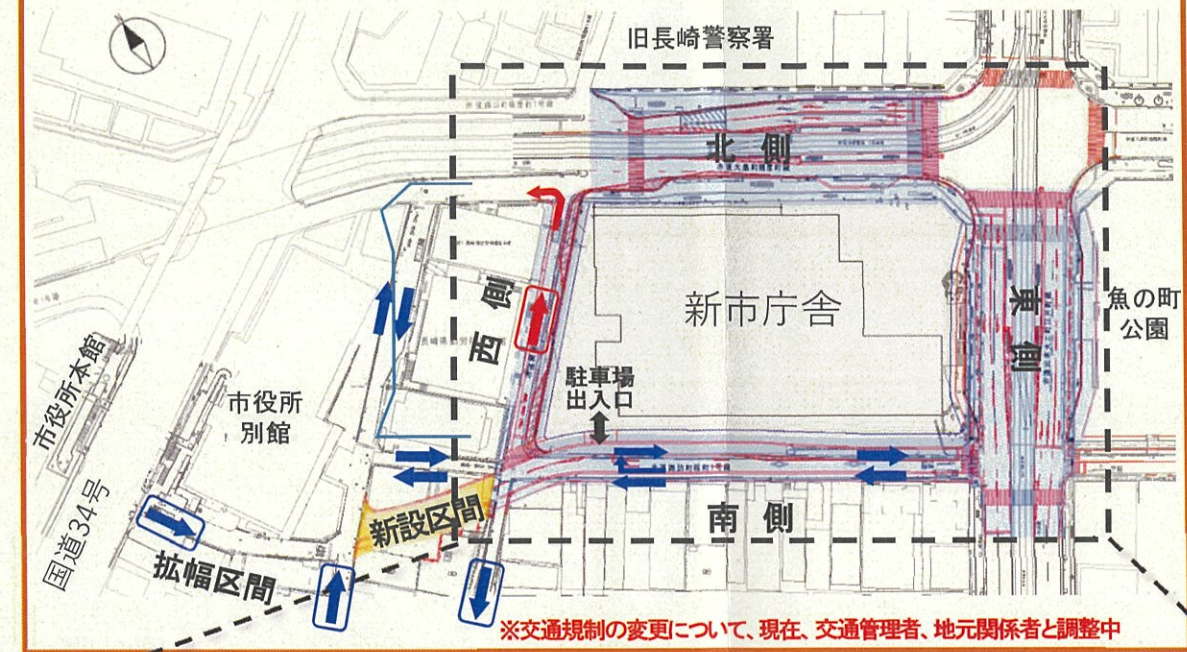 旧長崎警察署
北側
西側
新市庁舎
東側
魚の町
公園
駐車場
出入口
市役所本館
市役所
別館
国道34号
新設区間
拡幅区間
南側
※交通規制の変更について、現在、交通管理者、地元関係者と調整中